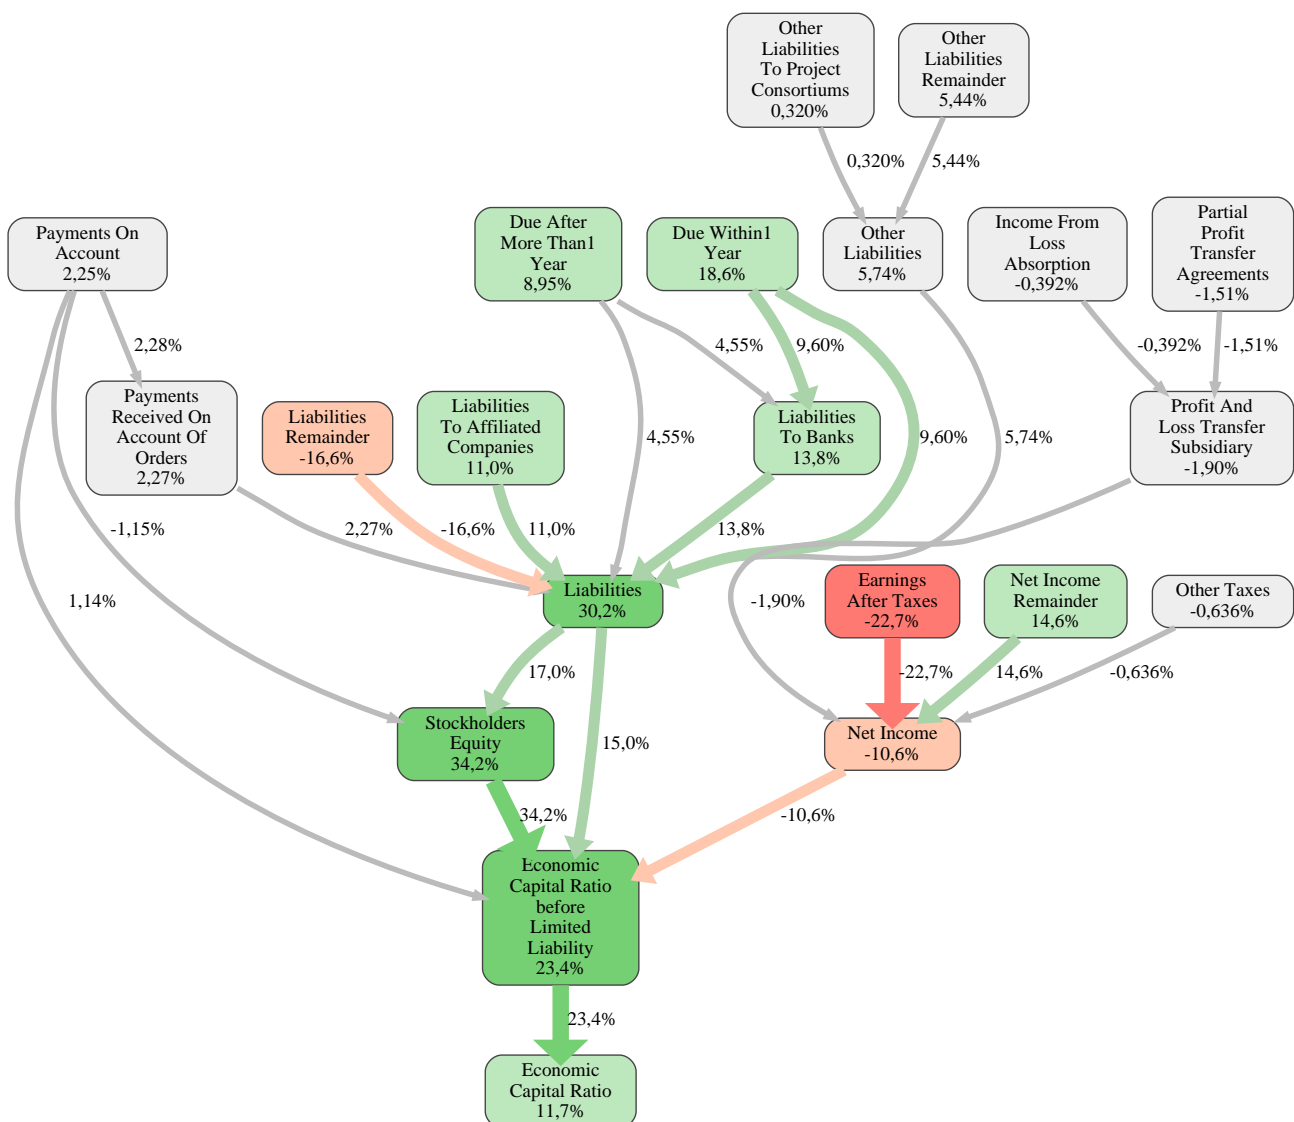 Other
Liabilities
To Project
Consortiums
0,320%
Other
Liabilities
Remainder
5,44%
0,320%
5,44%
Payments On
Account
2,25%
Due After
More Than1
Year
8,95%
Due Within1
Year
18,6%
Other
Liabilities
5,74%
Income From
Loss
Absorption
-0,392%
Partial
Profit
Transfer
Agreements
-1,51%
2,28%
4,55%
9,60%
-0,392%
-1,51%
Payments
Received On
Account Of
Orders
2,27%
Liabilities
Remainder
-16,6%
Liabilities
To Affiliated
Companies
11,0%
4,55%
Liabilities
To Banks
13,8%
9,60%
5,74%
Profit And
Loss Transfer
Subsidiary
-1,90%
-1,15%
2,27%
-16,6%
11,0%
13,8%
1,14%
Liabilities
30,2%
-1,90%
Earnings
After Taxes
-22,7%
Net Income
Remainder
14,6%
Other Taxes
-0,636%
17,0%
-22,7%
14,6%
-0,636%
Stockholders
Equity
34,2%
15,0%
Net Income
-10,6%
34,2%
-10,6%
Economic
Capital Ratio
before
Limited
Liability
23,4%
23,4%
Economic
Capital Ratio
11,7%